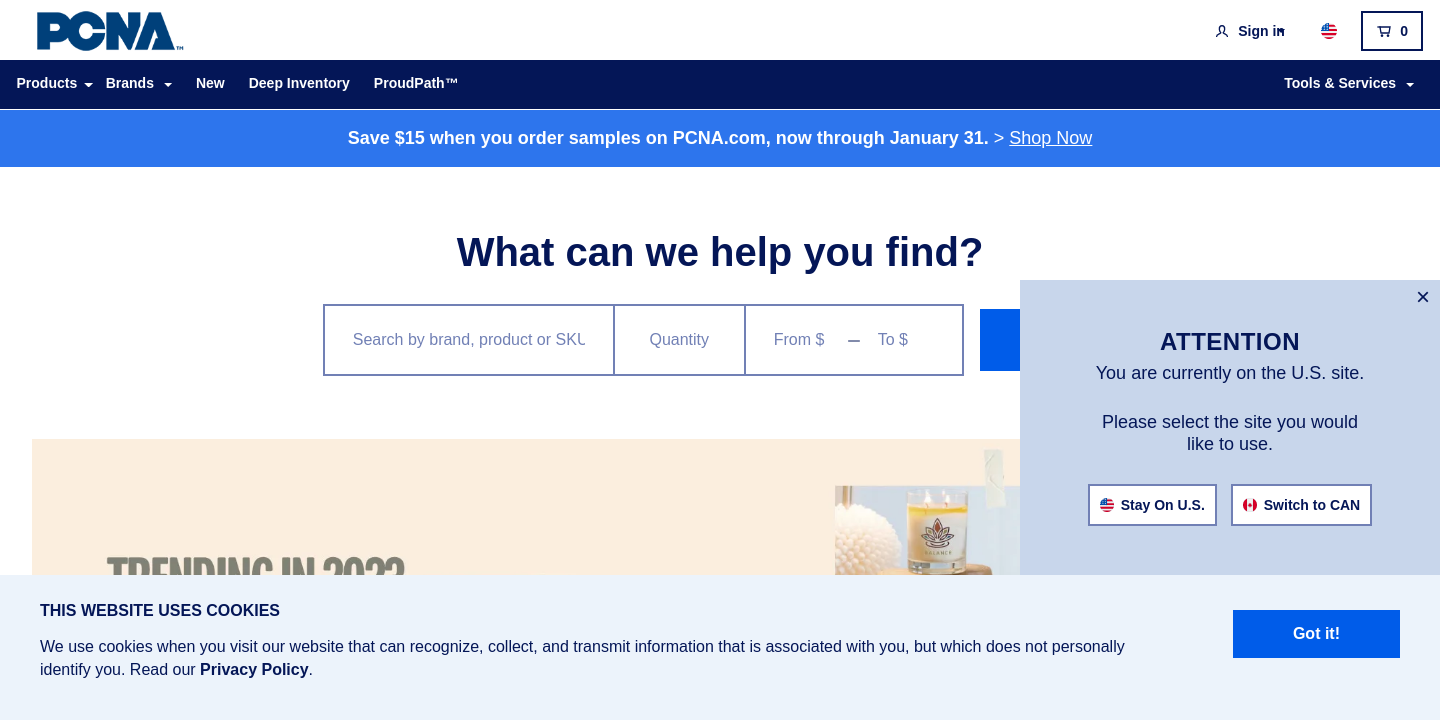 PCNA™
Sign in
0
Products
Brands
New
Deep Inventory
ProudPath™
Tools & Services
Save $15 when you order samples on PCNA.com, now through January 31. > Shop Now
What can we help you find?
Search by brand, product or SKU
Quantity
From $ – To $
×
ATTENTION
You are currently on the U.S. site.
Please select the site you would
like to use.
Stay On U.S.
Switch to CAN
TRENDING IN 2023
BALANCE
THIS WEBSITE USES COOKIES
We use cookies when you visit our website that can recognize, collect, and transmit information that is associated with you, but which does not personally
identify you. Read our Privacy Policy.
Got it!